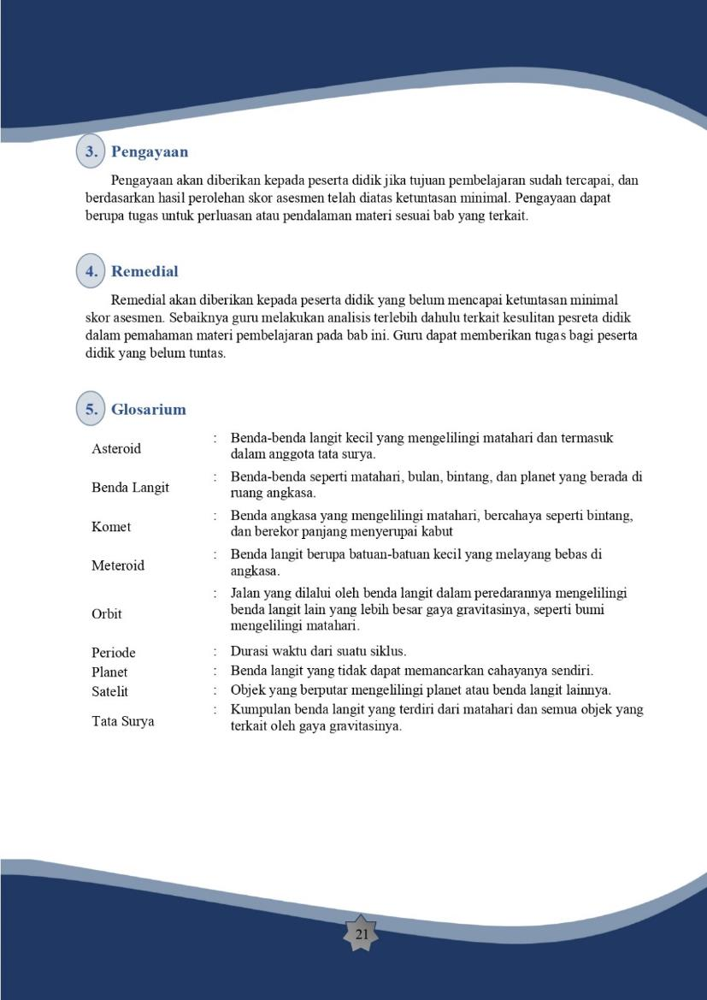 3. Pengayaan
Pengayaan akan diberikan kepada peserta didik jika tujuan pembelajaran sudah tercapai, dan
berdasarkan hasil perolehan skor asesmen telah diatas ketuntasan minimal. Pengayaan dapat
berupa tugas untuk perluasan atau pendalaman materi sesuai bab yang terkait.
4. Remedial
Remedial akan diberikan kepada peserta didik yang belum mencapai ketuntasan minimal
skor asesmen. Sebaiknya guru melakukan analisis terlebih dahulu terkait kesulitan pesreta didik
dalam pemahaman materi pembelajaran pada bab ini. Guru dapat memberikan tugas bagi peserta
didik yang belum tuntas.
5. Glosarium
Asteroid : Benda-benda langit kecil yang mengelilingi matahari dan termasuk
dalam anggota tata surya.
Benda Langit : Benda-benda seperti matahari, bulan, bintang, dan planet yang berada di
ruang angkasa.
Komet : Benda angkasa yang mengelilingi matahari, bercahaya seperti bintang,
dan berekor panjang menyerupai kabut
Meteroid : Benda langit berupa batuan-batuan kecil yang melayang bebas di
angkasa.
Orbit : Jalan yang dilalui oleh benda langit dalam peredarannya mengelilingi
benda langit lain yang lebih besar gaya gravitasinya, seperti bumi
mengelilingi matahari.
Periode : Durasi waktu dari suatu siklus.
Planet : Benda langit yang tidak dapat memancarkan cahayanya sendiri.
Satelit : Objek yang berputar mengelilingi planet atau benda langit lainnya.
Tata Surya : Kumpulan benda langit yang terdiri dari matahari dan semua objek yang
terkait oleh gaya gravitasinya.
21